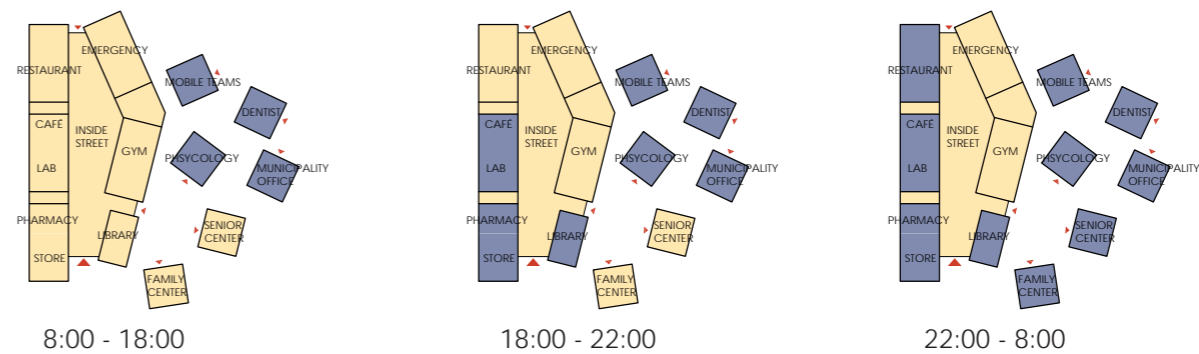 EMERGENCY
RESTAURANT
MOBILE TEAMS
DENTIST
CAFÉ
INSIDE
STREET
GYM
PHSYCOLOGY
LAB
MUNICIPALITY
OFFICE
PHARMACY
LIBRARY
SENIOR
CENTER
STORE
FAMILY
CENTER
8:00 - 18:00
EMERGENCY
RESTAURANT
MOBILE TEAMS
DENTIST
CAFÉ
INSIDE
STREET
GYM
PHSYCOLOGY
LAB
MUNICIPALITY
OFFICE
PHARMACY
LIBRARY
SENIOR
CENTER
STORE
FAMILY
CENTER
18:00 - 22:00
EMERGENCY
RESTAURANT
MOBILE TEAMS
DENTIST
CAFÉ
INSIDE
STREET
GYM
PHSYCOLOGY
LAB
MUNICIPALITY
OFFICE
PHARMACY
LIBRARY
SENIOR
CENTER
STORE
FAMILY
CENTER
22:00 - 8:00